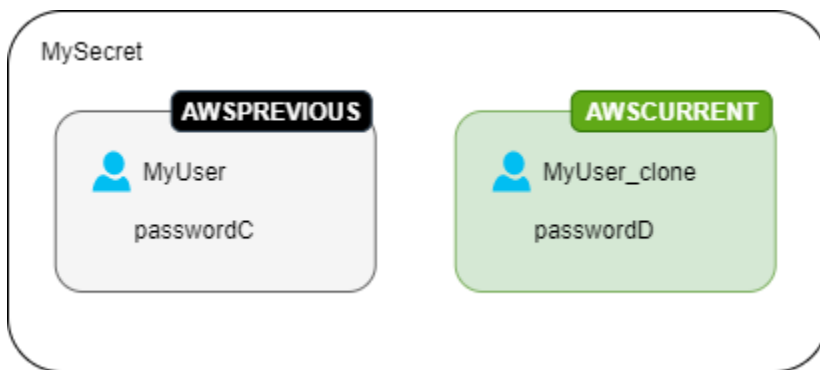 MySecret
AWSPREVIOUS
MyUser
passwordC
AWSCURRENT
MyUser_clone
passwordD